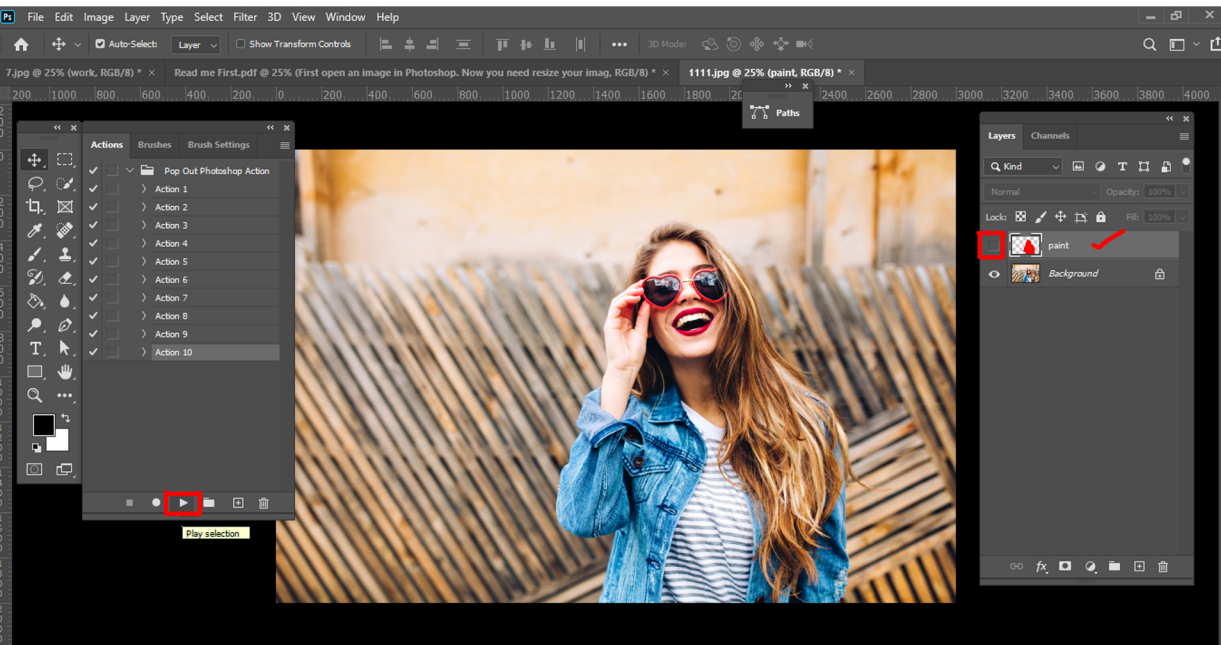 Ps File Edit Image Layer Type Select Filter 3D View Window Help
Auto-Select: Layer Show Transform Controls 3D Mode:
7.jpg @ 25% (work, RGB/8) * × Read me First.pdf @ 25% (First open an image in Photoshop. Now you need resize your imag, RGB/8) * × 1111.jpg @ 25% (paint, RGB/8) * ×
200 1000 800 600 400 200 0 200 400 600 800 1000 1200 1400 1600 1800 20 2400 2600 2800 3000 3200 3400 3600 3800 4000
Paths
Actions Brushes Brush Settings
Pop Out Photoshop Action
Action 1
Action 2
Action 3
Action 4
Action 5
Action 6
Action 7
Action 8
Action 9
Action 10
Play selection
Layers Channels
Kind
Normal Opacity: 100%
Lock: Fill: 100%
paint
Background
fx